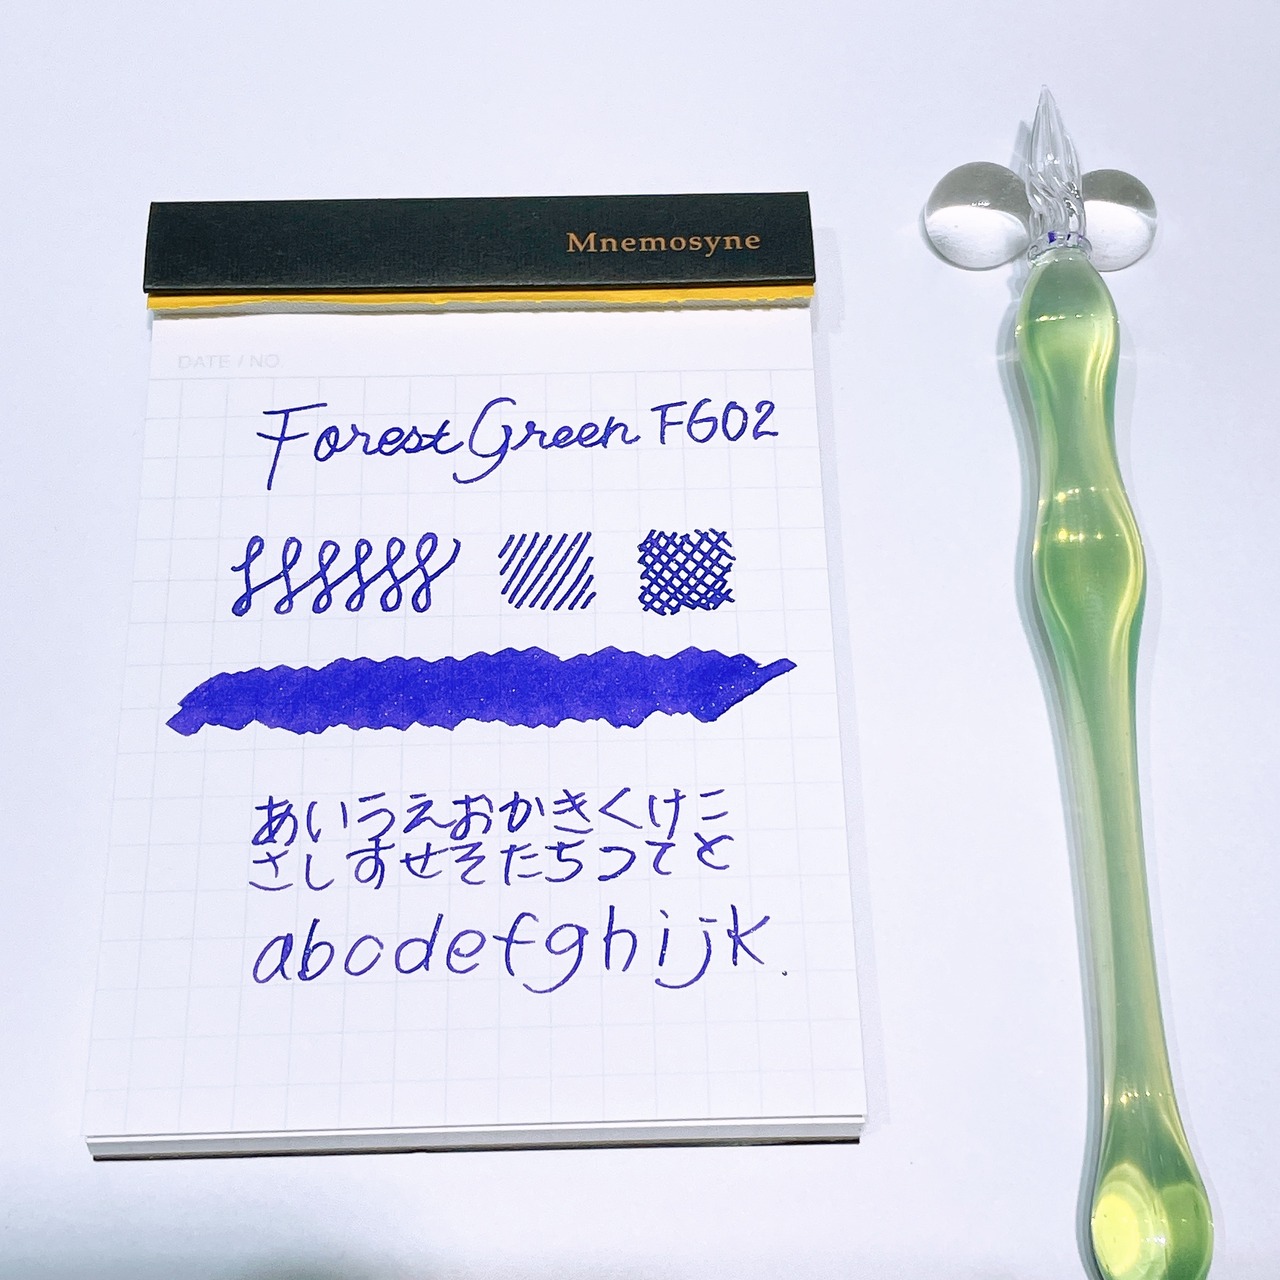 Mnemosyne
DATE / NO.
Forest Green FG02
あいうえおかきくけこ
さしすせそたちつてと
abcdefghijk.